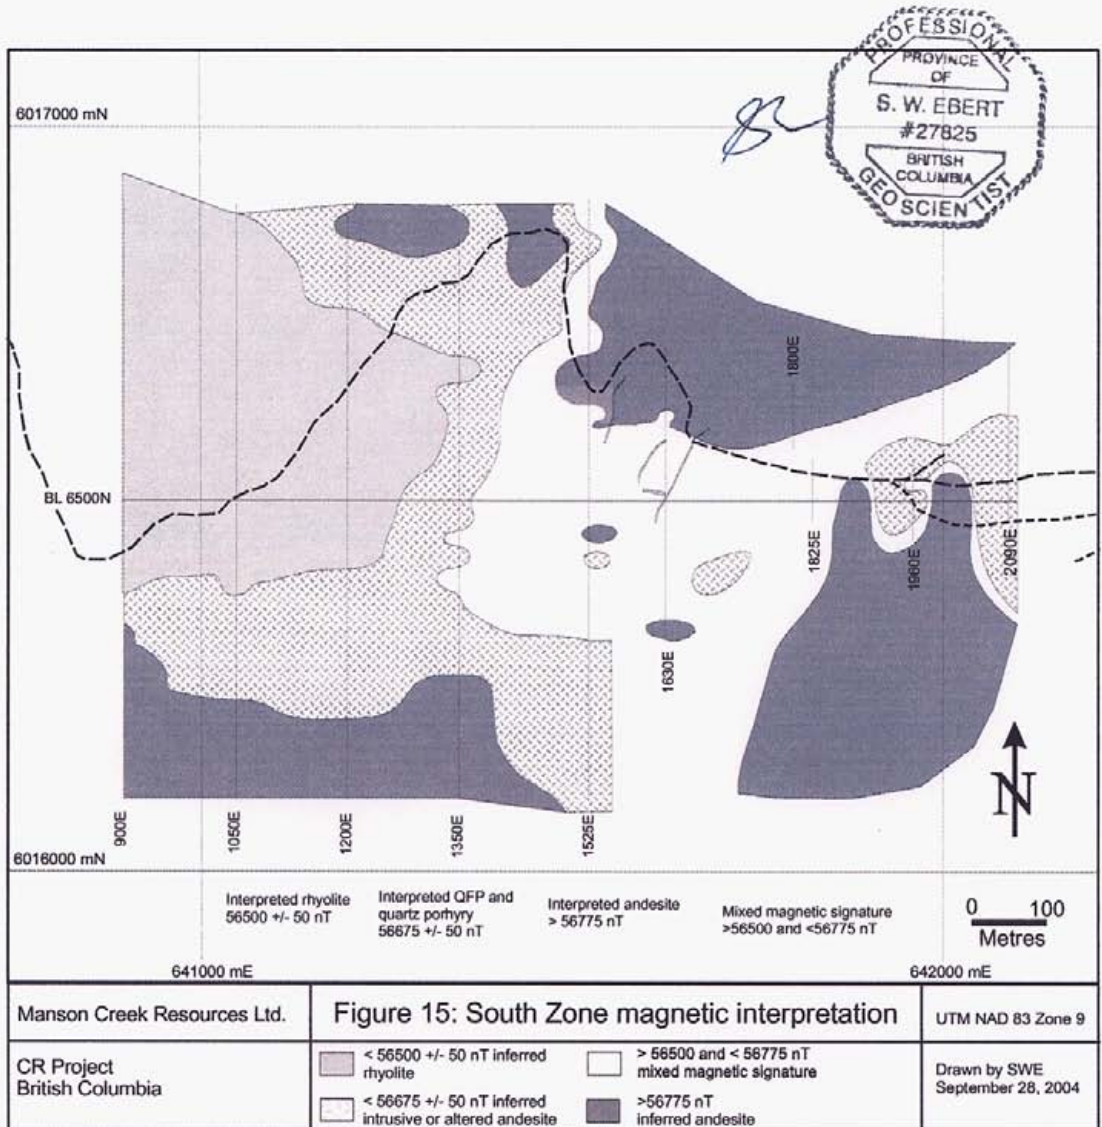 PROFESSIONAL
PROVINCE
OF
S. W. EBERT
#27825
BRITISH
COLUMBIA
GEOSCIENTIST
6017000 mN
1800E
BL 6500N
1825E
1960E
2090E
1630E
900E
1050E
1200E
1350E
1525E
N
6016000 mN
Interpreted rhyolite
56500 +/- 50 nT
Interpreted QFP and
quartz porhyry
56675 +/- 50 nT
Interpreted andesite
> 56775 nT
Mixed magnetic signature
>56500 and <56775 nT
0 100
Metres
641000 mE
642000 mE
Manson Creek Resources Ltd.
Figure 15: South Zone magnetic interpretation
UTM NAD 83 Zone 9
CR Project
British Columbia
< 56500 +/- 50 nT inferred
rhyolite
> 56500 and < 56775 nT
mixed magnetic signature
< 56675 +/- 50 nT inferred
intrusive or altered andesite
>56775 nT
inferred andesite
Drawn by SWE
September 28, 2004